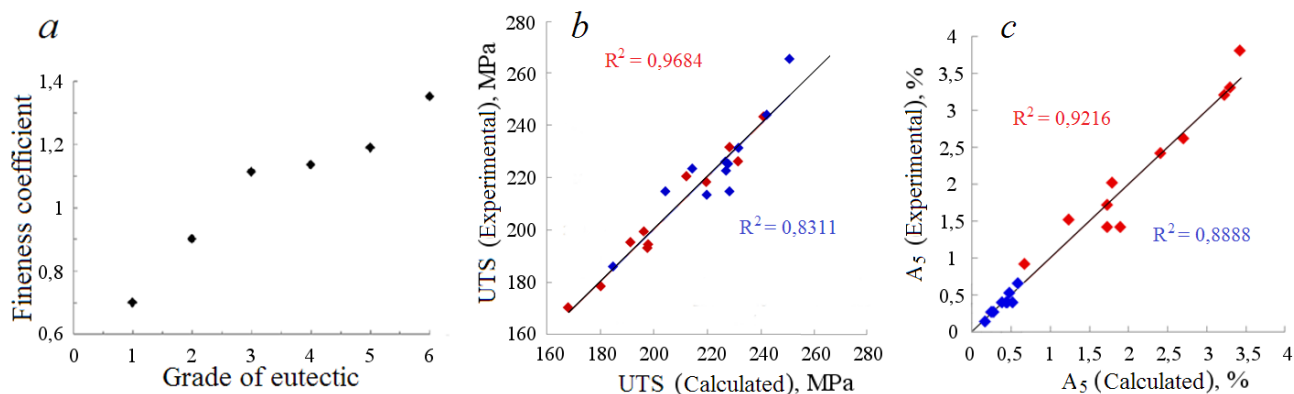 a
Fineness coefficient
1,4
1,2
1
0,8
0,6
0 1 2 3 4 5 6
Grade of eutectic
b
UTS (Experimental), MPa
280
260
240
220
200
180
160
R² = 0,9684
R² = 0,8311
160 180 200 220 240 260 280
UTS (Calculated), MPa
c
A₅ (Experimental), %
4
3,5
3
2,5
2
1,5
1
0,5
0
R² = 0,9216
R² = 0,8888
0 0,5 1 1,5 2 2,5 3 3,5 4
A₅ (Calculated), %